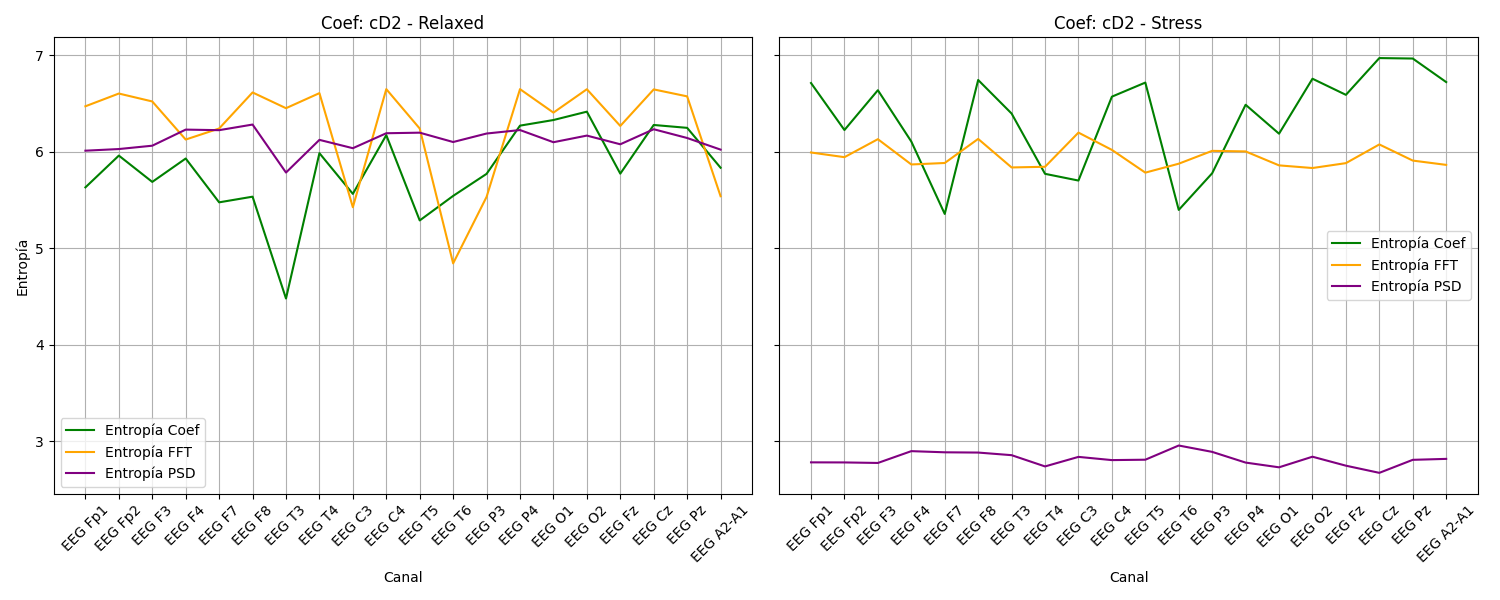 Coef: cD2 - Relaxed
Entropía
7
6
5
4
3
Entropía Coef
Entropía FFT
Entropía PSD
EEG Fp1
EEG Fp2
EEG F3
EEG F4
EEG F7
EEG F8
EEG T3
EEG T4
EEG C3
EEG C4
EEG T5
EEG T6
EEG P3
EEG P4
EEG O1
EEG O2
EEG Fz
EEG Cz
EEG Pz
EEG A2-A1
Canal
Coef: cD2 - Stress
Entropía Coef
Entropía FFT
Entropía PSD
EEG Fp1
EEG Fp2
EEG F3
EEG F4
EEG F7
EEG F8
EEG T3
EEG T4
EEG C3
EEG C4
EEG T5
EEG T6
EEG P3
EEG P4
EEG O1
EEG O2
EEG Fz
EEG Cz
EEG Pz
EEG A2-A1
Canal